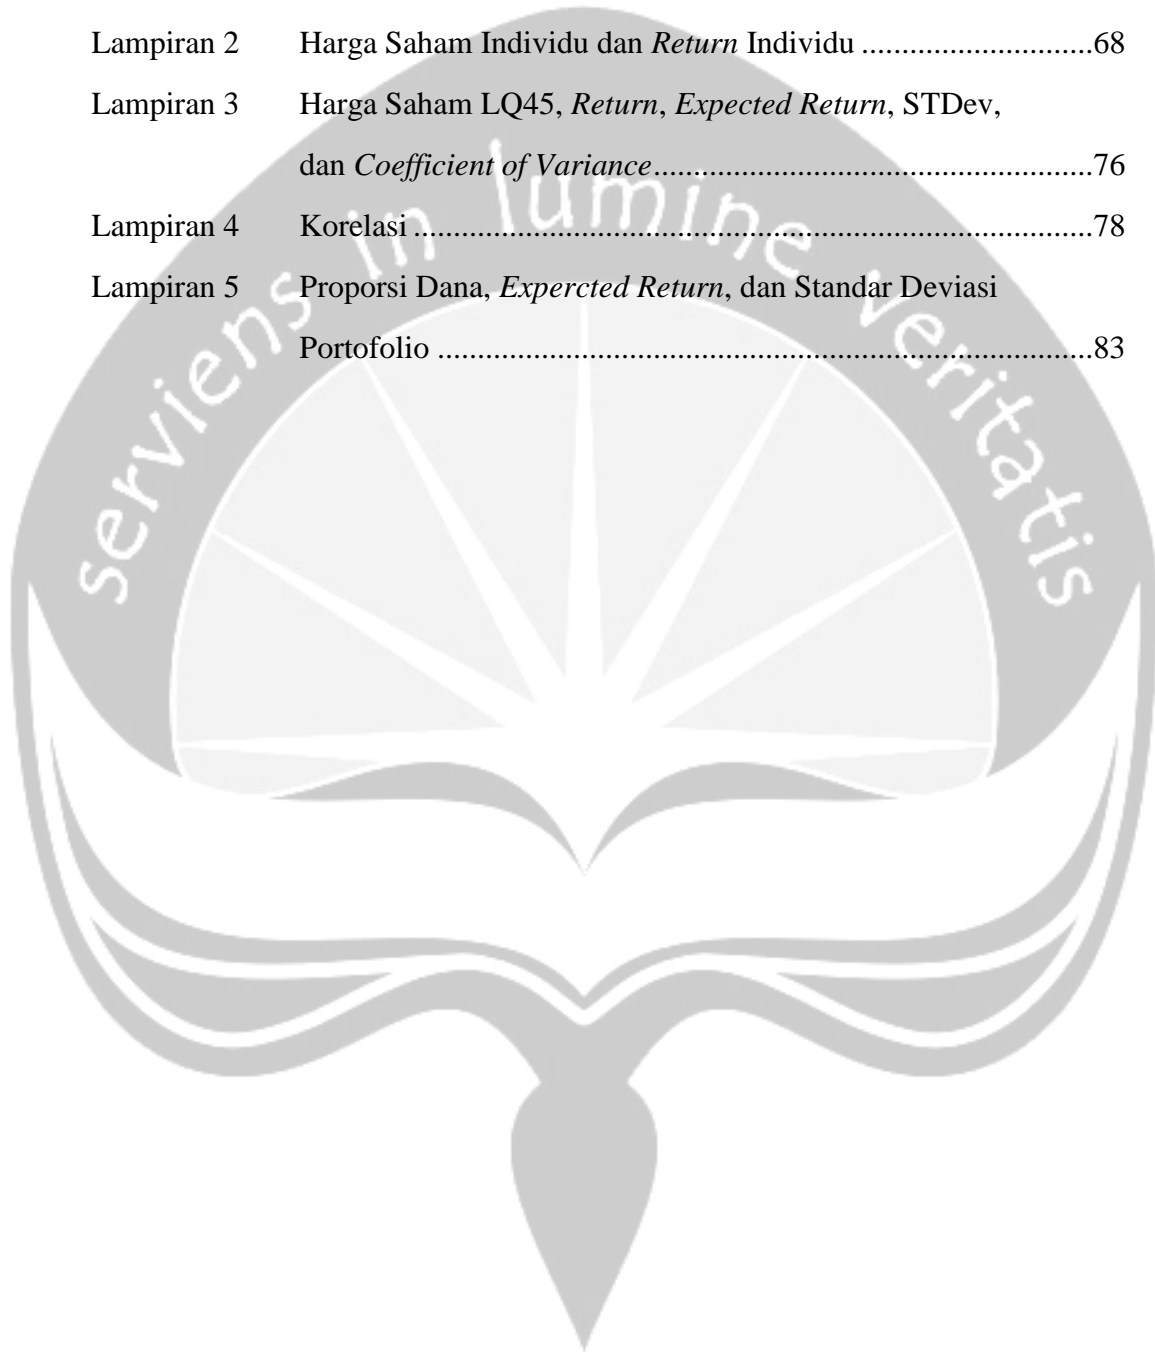 Lampiran 2 Harga Saham Individu dan Return Individu .............................68
Lampiran 3 Harga Saham LQ45, Return, Expected Return, STDev,
dan Coefficient of Variance.......................................................76
Lampiran 4 Korelasi .....................................................................................78
Lampiran 5 Proporsi Dana, Expercted Return, dan Standar Deviasi
Portofolio ..................................................................................83
serviens in lumine veritatis